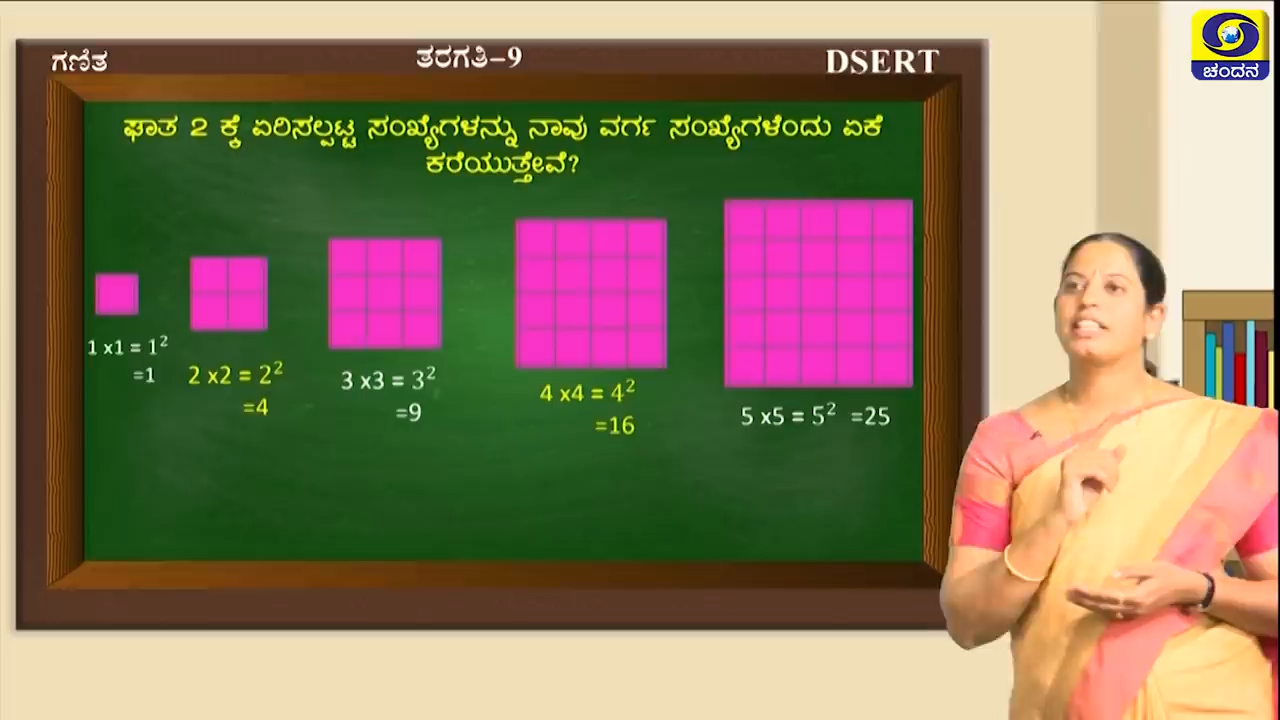 ಗಣಿತ
ತರಗತಿ-9
DSERT
ಚಂದನ
ಘಾತ 2 ಕ್ಕೆ ಏರಿಸಲ್ಪಟ್ಟ ಸಂಖ್ಯೆಗಳನ್ನು ನಾವು ವರ್ಗ ಸಂಖ್ಯೆಗಳೆಂದು ಏಕೆ
ಕರೆಯುತ್ತೇವೆ?
1 x1 = 1²
=1
2 x2 = 2²
=4
3 x3 = 3²
=9
4 x4 = 4²
=16
5 x5 = 5² =25